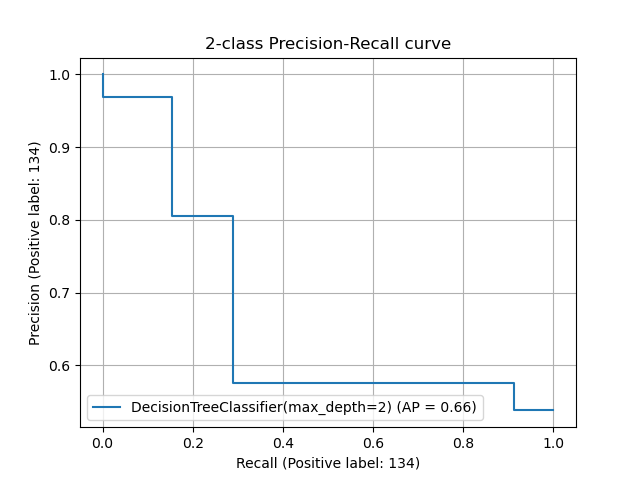 2-class Precision-Recall curve
1.0
0.9
0.8
0.7
0.6
Precision (Positive label: 134)
DecisionTreeClassifier(max_depth=2) (AP = 0.66)
0.0 0.2 0.4 0.6 0.8 1.0
Recall (Positive label: 134)